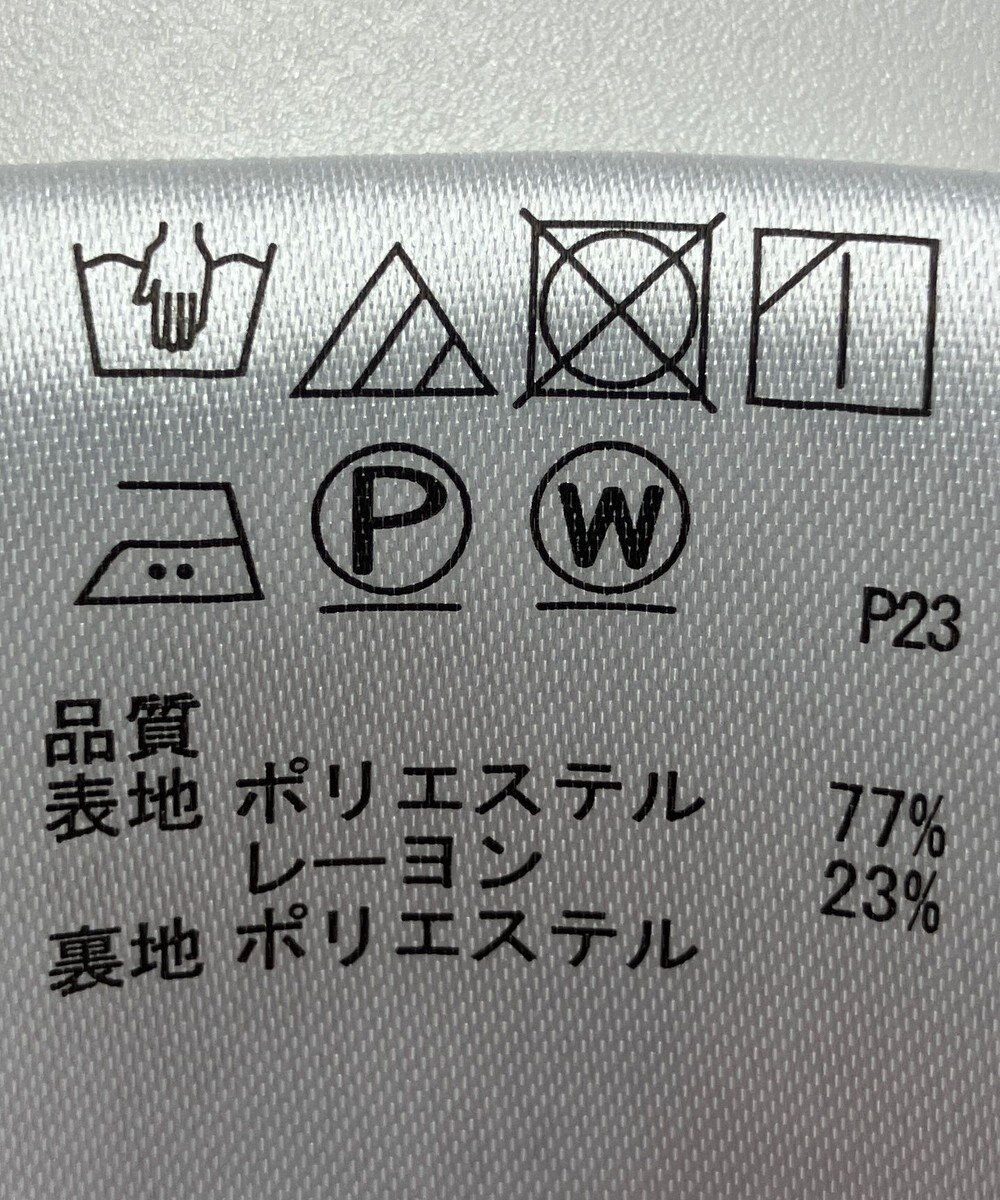 P W
P23
品質
表地 ポリエステル 77%
レーヨン 23%
裏地 ポリエステル